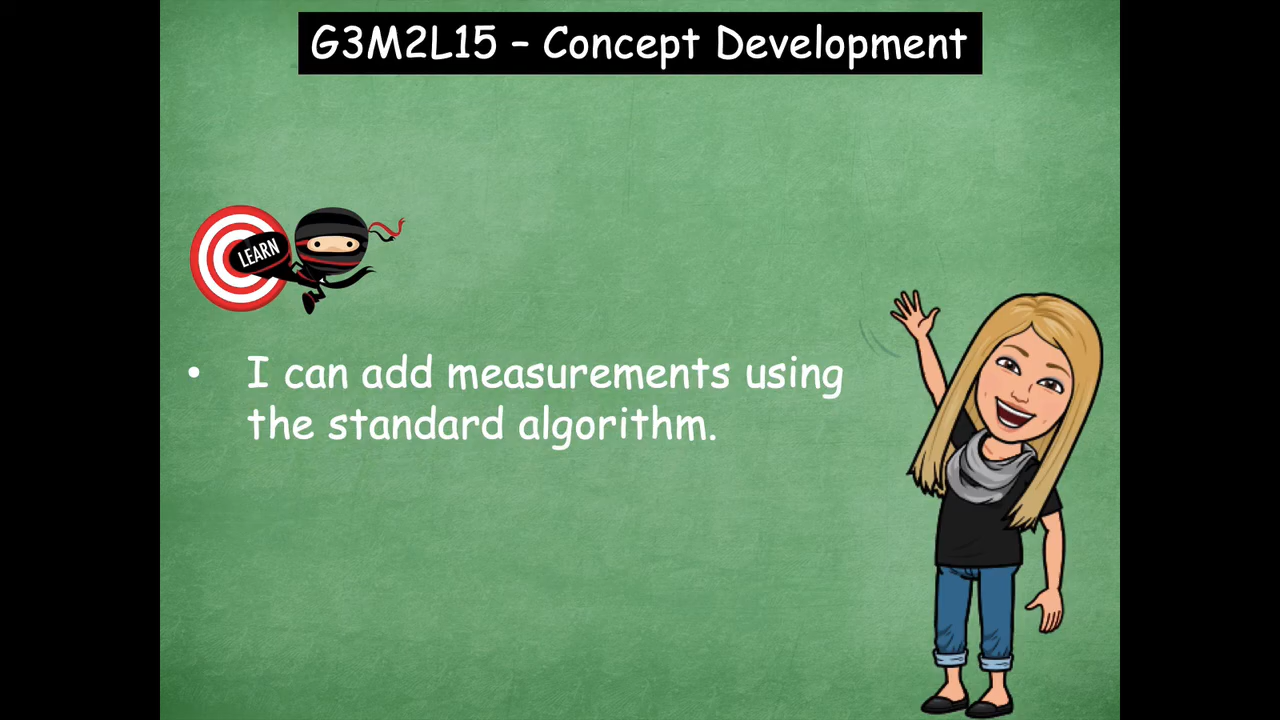 G3M2L15 – Concept Development
LEARN
• I can add measurements using
the standard algorithm.